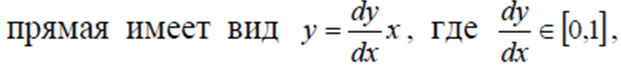 прямая имеет вид y = dy/dx x, где dy/dx ∈ [0,1],